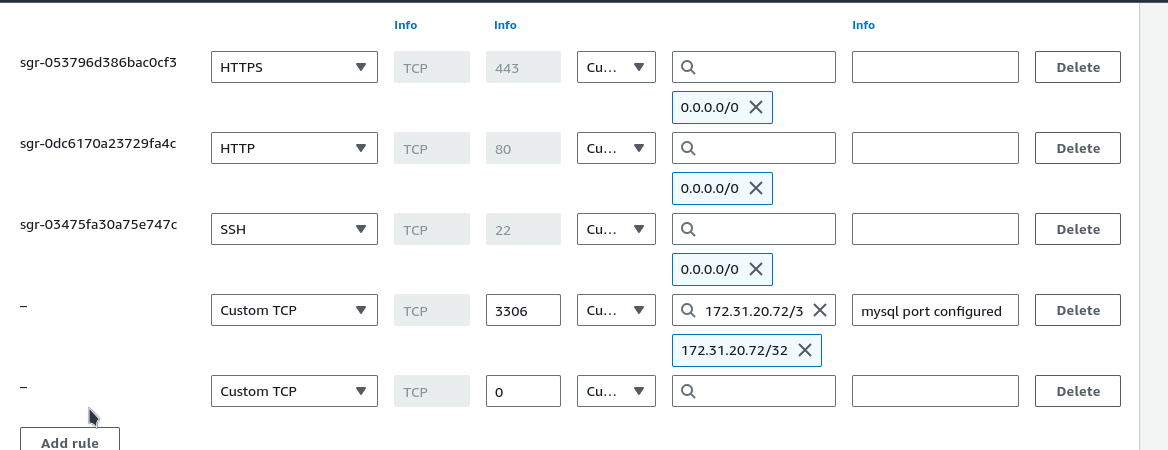 Info Info Info
sgr-053796d386bac0cf3 HTTPS TCP 443 Cu...
0.0.0.0/0
Delete
sgr-0dc6170a23729fa4c HTTP TCP 80 Cu...
0.0.0.0/0
Delete
sgr-03475fa30a75e747c SSH TCP 22 Cu...
0.0.0.0/0
Delete
– Custom TCP TCP 3306 Cu... 172.31.20.72/3 mysql port configured Delete
172.31.20.72/32
– Custom TCP TCP 0 Cu... Delete
Add rule